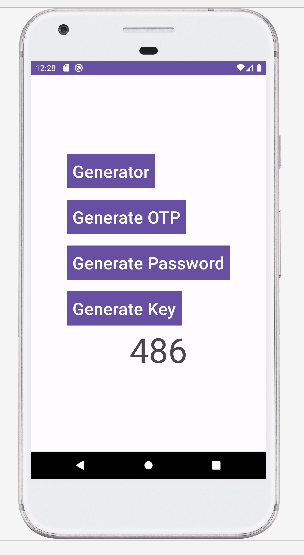 12:28
Generator
Generate OTP
Generate Password
Generate Key
486